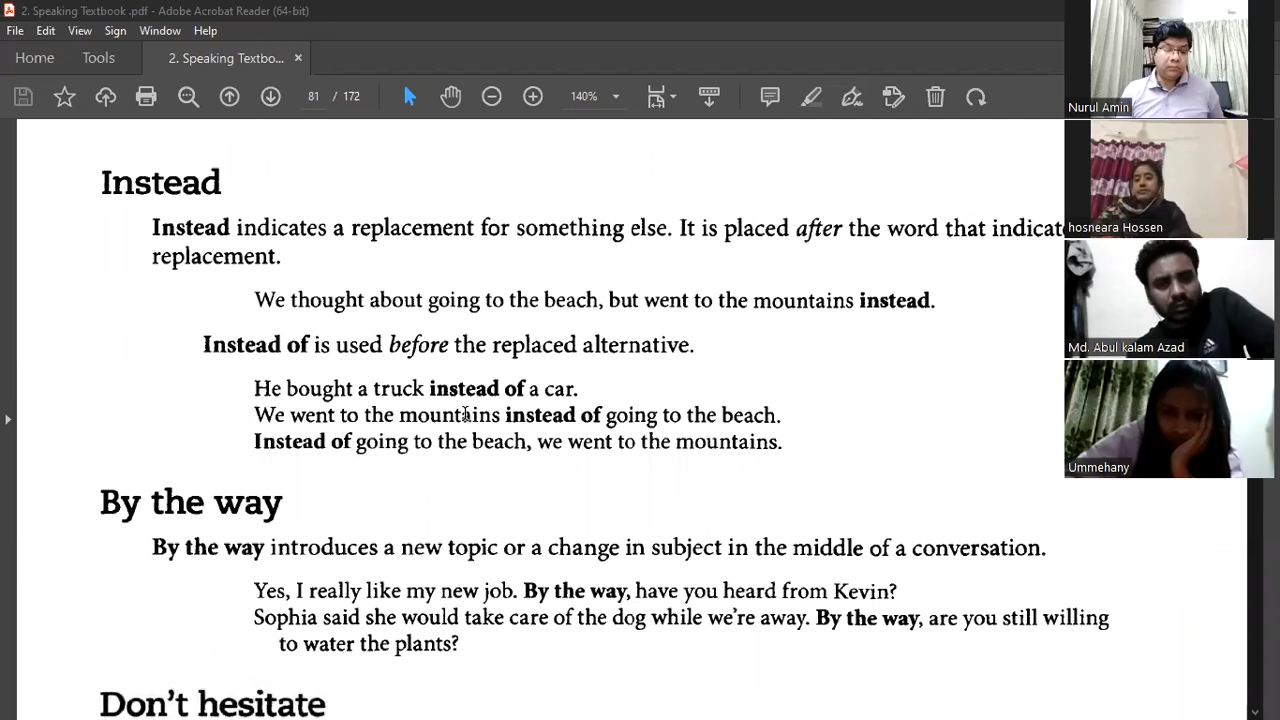 2. Speaking Textbook .pdf - Adobe Acrobat Reader (64-bit)
File Edit View Sign Window Help
Home Tools 2. Speaking Textbo... ×
81 / 172 140%
Instead
Instead indicates a replacement for something else. It is placed after the word that indicat
replacement.
We thought about going to the beach, but went to the mountains instead.
Instead of is used before the replaced alternative.
He bought a truck instead of a car.
We went to the mountains instead of going to the beach.
Instead of going to the beach, we went to the mountains.
By the way
By the way introduces a new topic or a change in subject in the middle of a conversation.
Yes, I really like my new job. By the way, have you heard from Kevin?
Sophia said she would take care of the dog while we're away. By the way, are you still willing
to water the plants?
Don't hesitate
Nurul Amin
hosneara Hossen
Md. Abul kalam Azad
Ummehany